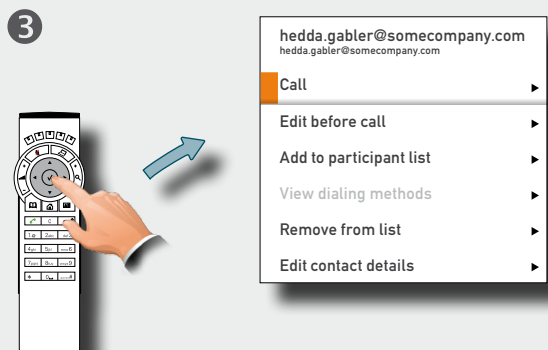 3
hedda.gabler@somecompany.com
hedda.gabler@somecompany.com
Call
Edit before call
Add to participant list
View dialing methods
Remove from list
Edit contact details